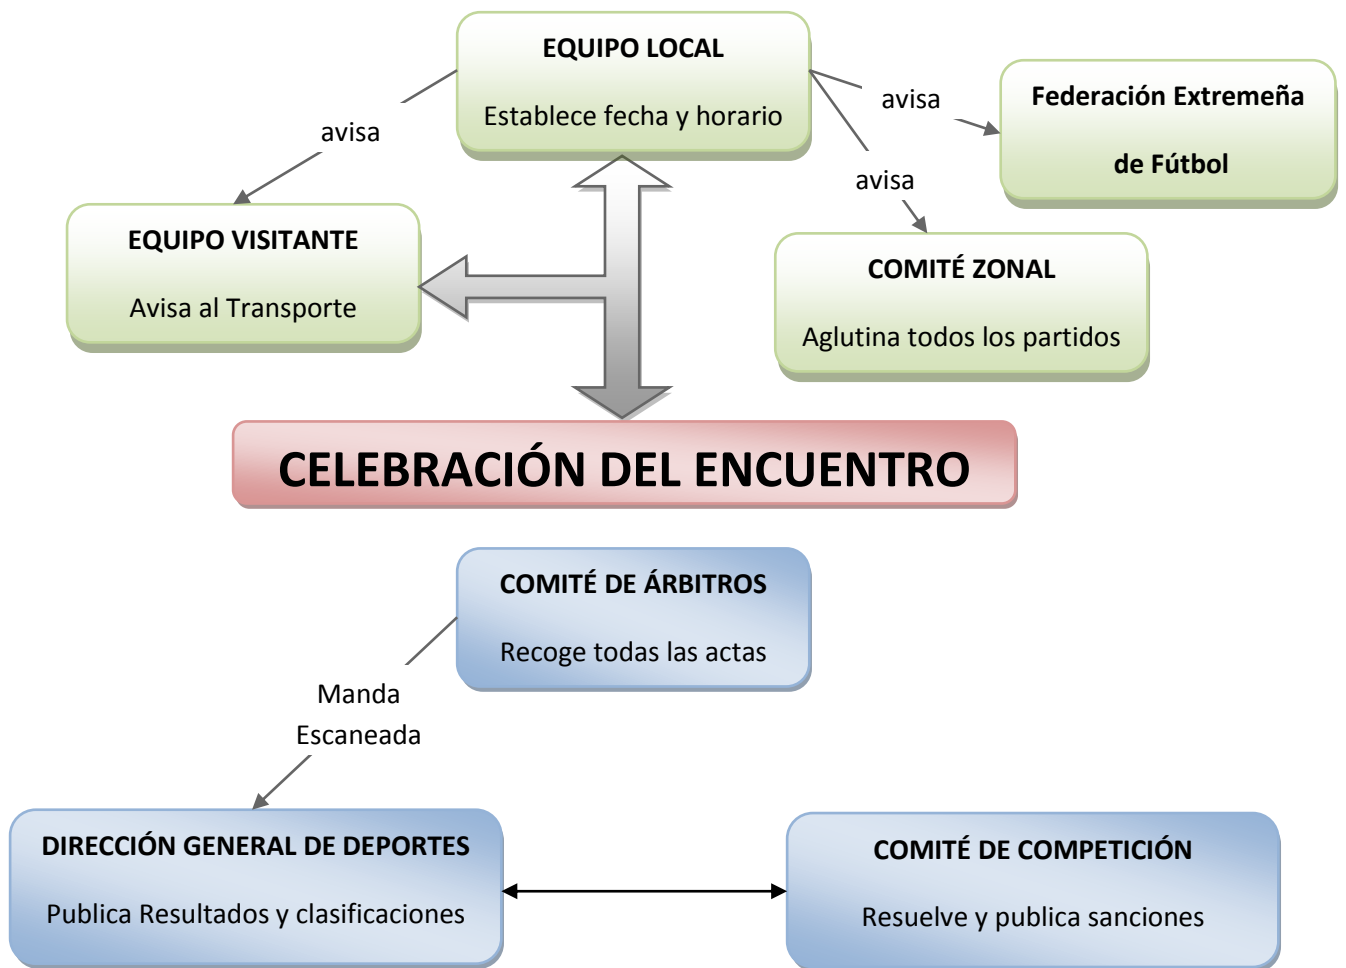 EQUIPO LOCAL
Establece fecha y horario
avisa
Federación Extremeña
de Fútbol
avisa
avisa
EQUIPO VISITANTE
Avisa al Transporte
COMITÉ ZONAL
Aglutina todos los partidos
CELEBRACIÓN DEL ENCUENTRO
COMITÉ DE ÁRBITROS
Recoge todas las actas
Manda
Escaneada
DIRECCIÓN GENERAL DE DEPORTES
Publica Resultados y clasificaciones
COMITÉ DE COMPETICIÓN
Resuelve y publica sanciones